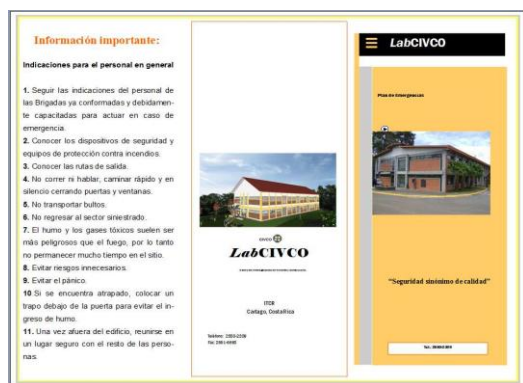 Información importante:
Indicaciones para el personal en general
1. Seguir las indicaciones del personal de
las Brigadas ya conformadas y debidamen-
te capacitadas para actuar en caso de
emergencia.
2. Conocer los dispositivos de seguridad y
equipos de protección contra incendios.
3. Conocer las rutas de salida.
4. No correr ni hablar, caminar rápido y en
silencio cerrando puertas y ventanas.
5. No transportar bultos.
6. No regresar al sector siniestrado.
7. El humo y los gases tóxicos suelen ser
más peligrosos que el fuego, por lo tanto
no permanecer mucho tiempo en el sitio.
8. Evitar riesgos innecesarios.
9. Evitar el pánico.
10 Si se encuentra atrapado, colocar un
trapo debajo de la puerta para evitar el in-
greso de humo.
11. Una vez afuera del edificio, reunirse en
un lugar seguro con el resto de las perso-
nas.
CIVCO
LabCIVCO
ITCR
Cartago, CostaRica
LabCIVCO
Plan de Emergencias
"Seguridad sinónimo de calidad"